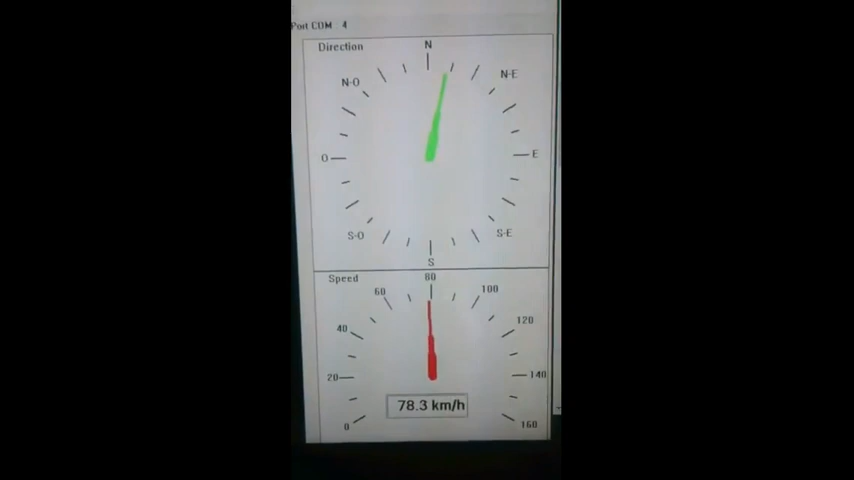 Port COM 4
Direction
N
N-O
N-E
O
E
S-O
S-E
S
Speed
80
60
100
40
120
20
140
78.3 km/h
0
160